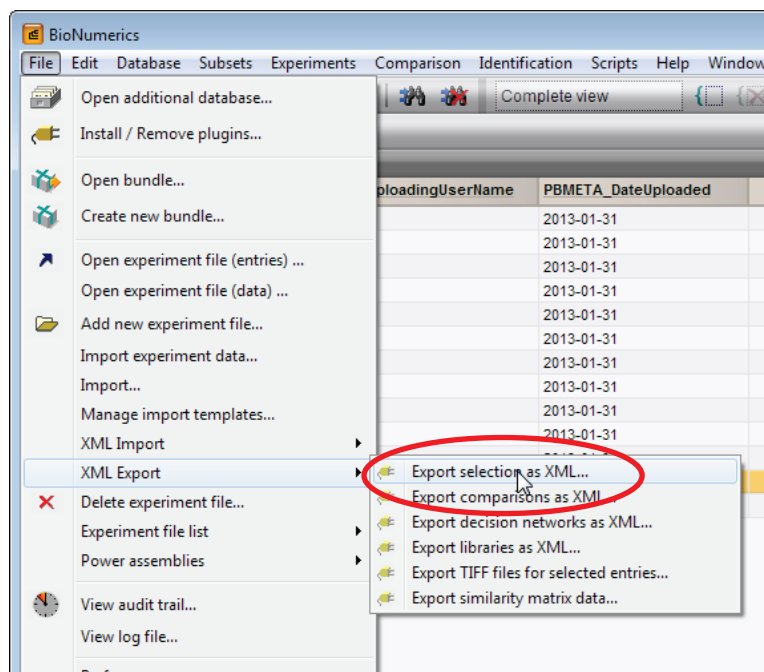 BioNumerics
File Edit Database Subsets Experiments Comparison Identification Scripts Help Window
Complete view
Open additional database...
Install / Remove plugins...
Open bundle...
Create new bundle...
Open experiment file (entries) ...
Open experiment file (data) ...
Add new experiment file...
Import experiment data...
Import...
Manage import templates...
XML Import
XML Export
Delete experiment file...
Experiment file list
Power assemblies
View audit trail...
View log file...
ploadingUserName PBMETA_DateUploaded
2013-01-31
2013-01-31
2013-01-31
2013-01-31
2013-01-31
2013-01-31
2013-01-31
2013-01-31
2013-01-31
2013-01-31
Export selection as XML...
Export comparisons as XML...
Export decision networks as XML...
Export libraries as XML...
Export TIFF files for selected entries...
Export similarity matrix data...